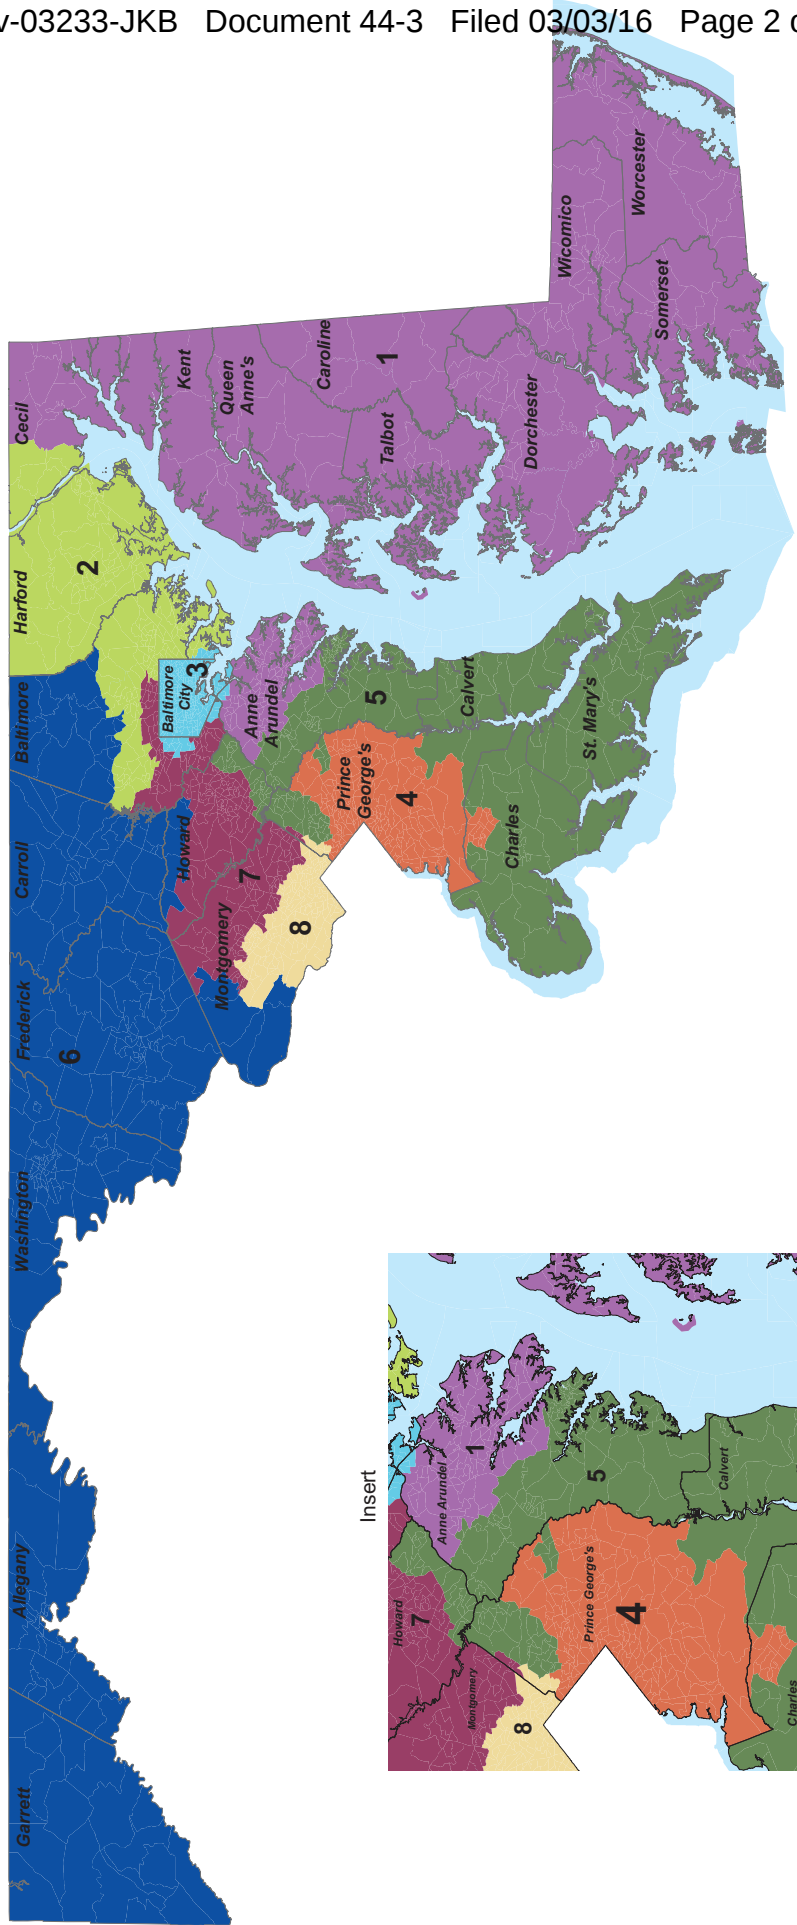 v-03233-JKB Document 44-3 Filed 03/03/16 Page 2 o
Garrett
Allegany
Washington
Frederick
6
Carroll
Baltimore
Harford
2
Cecil
Montgomery
8
7
Howard
Baltimore
City
3
Anne
Arundel
Prince
George's
4
5
Charles
Calvert
St. Mary's
Kent
Queen
Anne's
Caroline
1
Talbot
Dorchester
Wicomico
Worcester
Somerset
Insert
Howard
7
Montgomery
8
Anne Arundel
1
5
Prince George's
4
Calvert
Charles